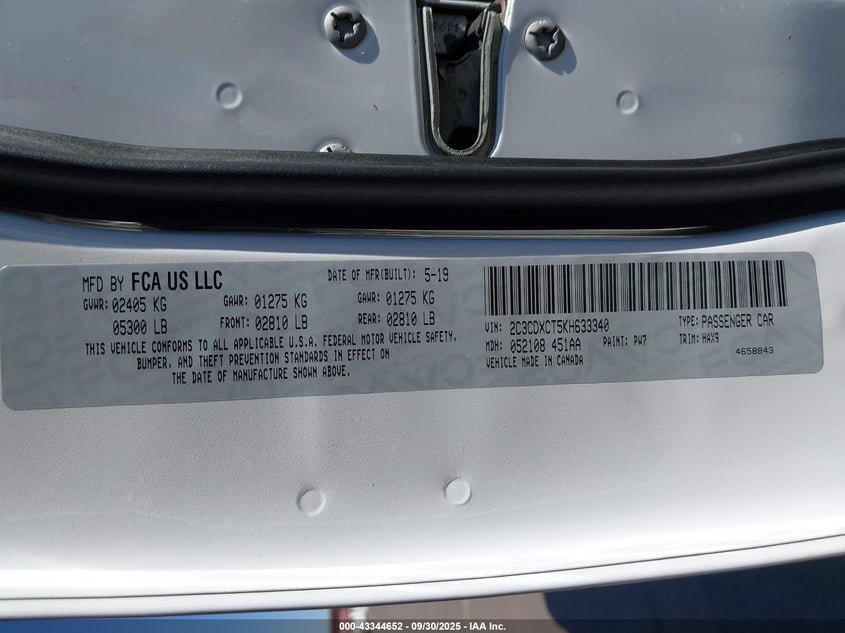 MFD BY FCA US LLC
DATE OF MFR(BUILT): 5-19
GVWR: 02405 KG GAWR: 01275 KG GAWR: 01275 KG
05300 LB FRONT: 02810 LB REAR: 02810 LB
THIS VEHICLE CONFORMS TO ALL APPLICABLE U.S.A. FEDERAL MOTOR VEHICLE SAFETY,
BUMPER, AND THEFT PREVENTION STANDARDS IN EFFECT ON
THE DATE OF MANUFACTURE SHOWN ABOVE.
VIN: 2C3CDXCT5KH633340 TYPE: PASSENGER CAR
MDH: 052108 451AA PAINT: PW7 TRIM: HAX9
VEHICLE MADE IN CANADA 4658843
000-43344652 - 09/30/2025 - IAA Inc.